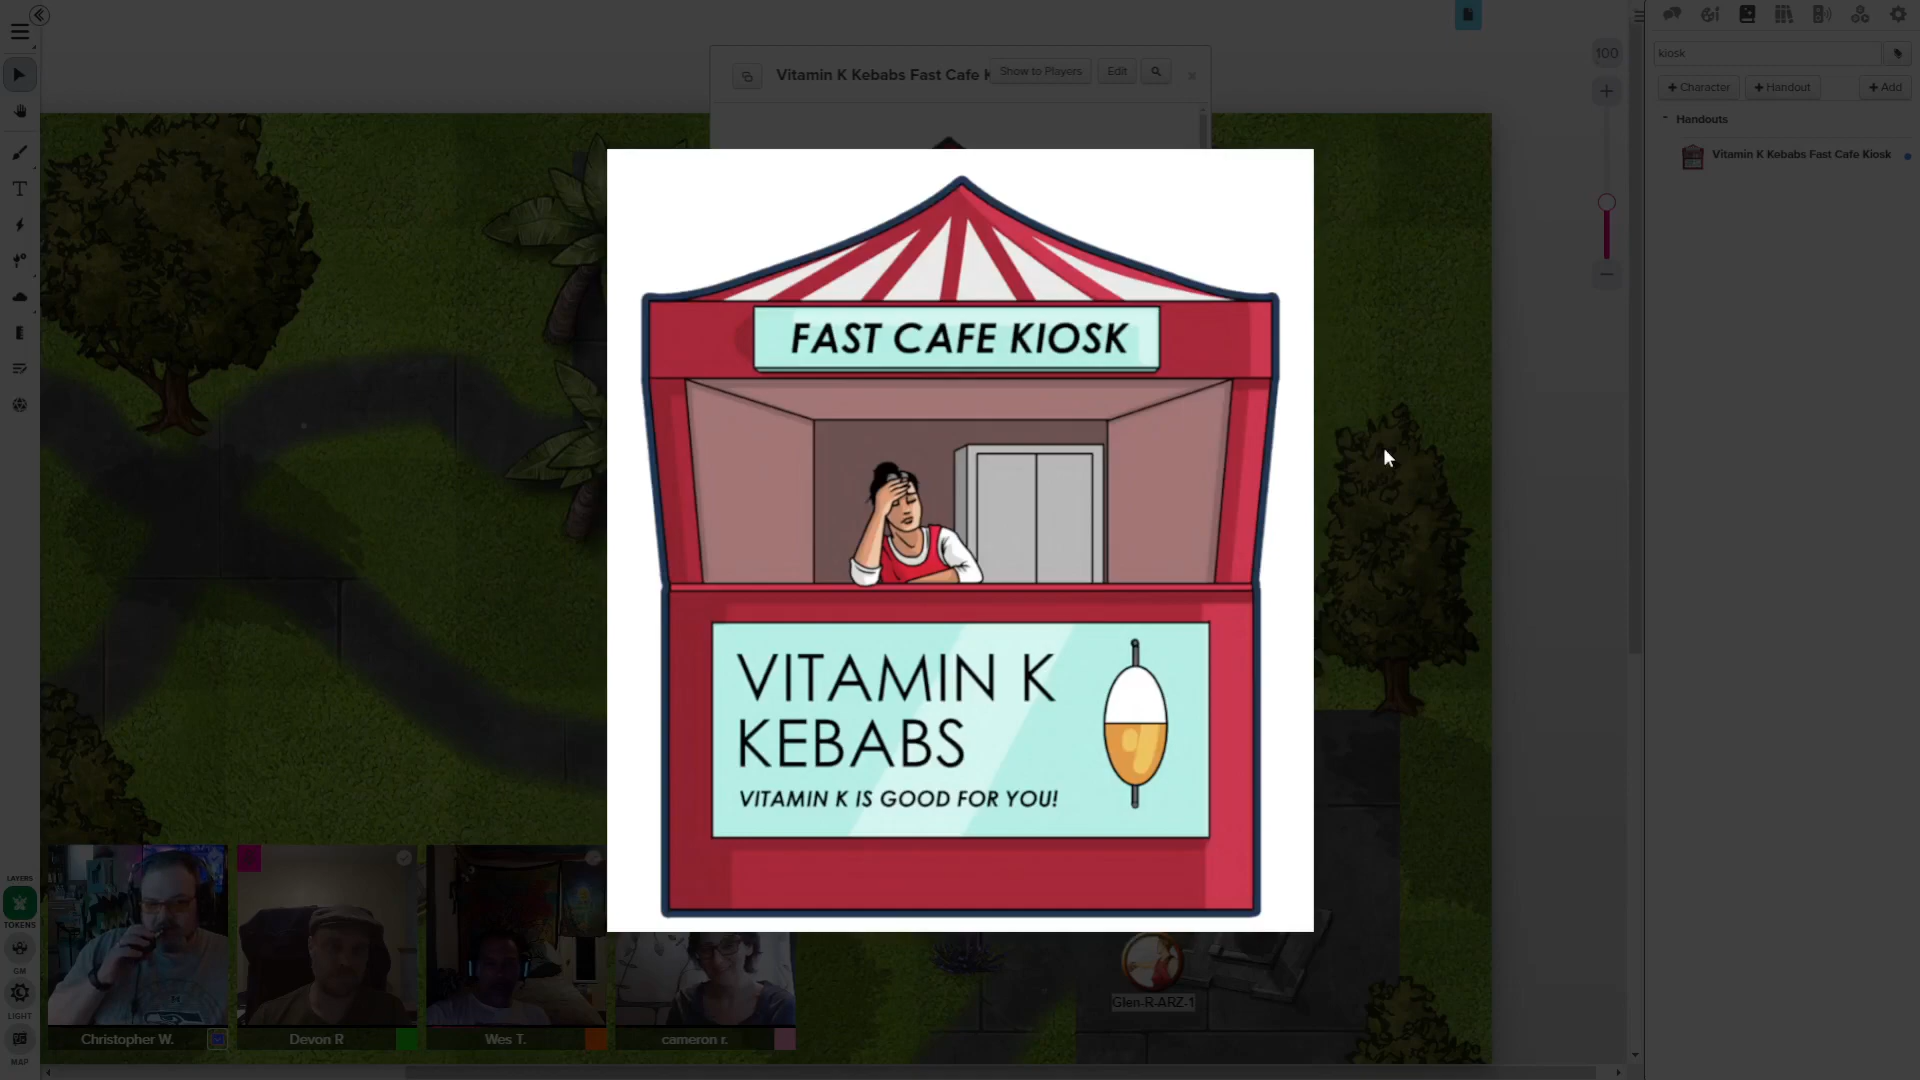 Vitamin K Kebabs Fast Cafe K
Show to Players
Edit
100
kiosk
+ Character
+ Handout
+ Add
Handouts
Vitamin K Kebabs Fast Cafe Kiosk
FAST CAFE KIOSK
VITAMIN K
KEBABS
VITAMIN K IS GOOD FOR YOU!
LAYERS
TOKENS
GM
LIGHT
MAP
Glen-R-ARZ-1
Christopher W.
Devon R
Wes T.
cameron r.